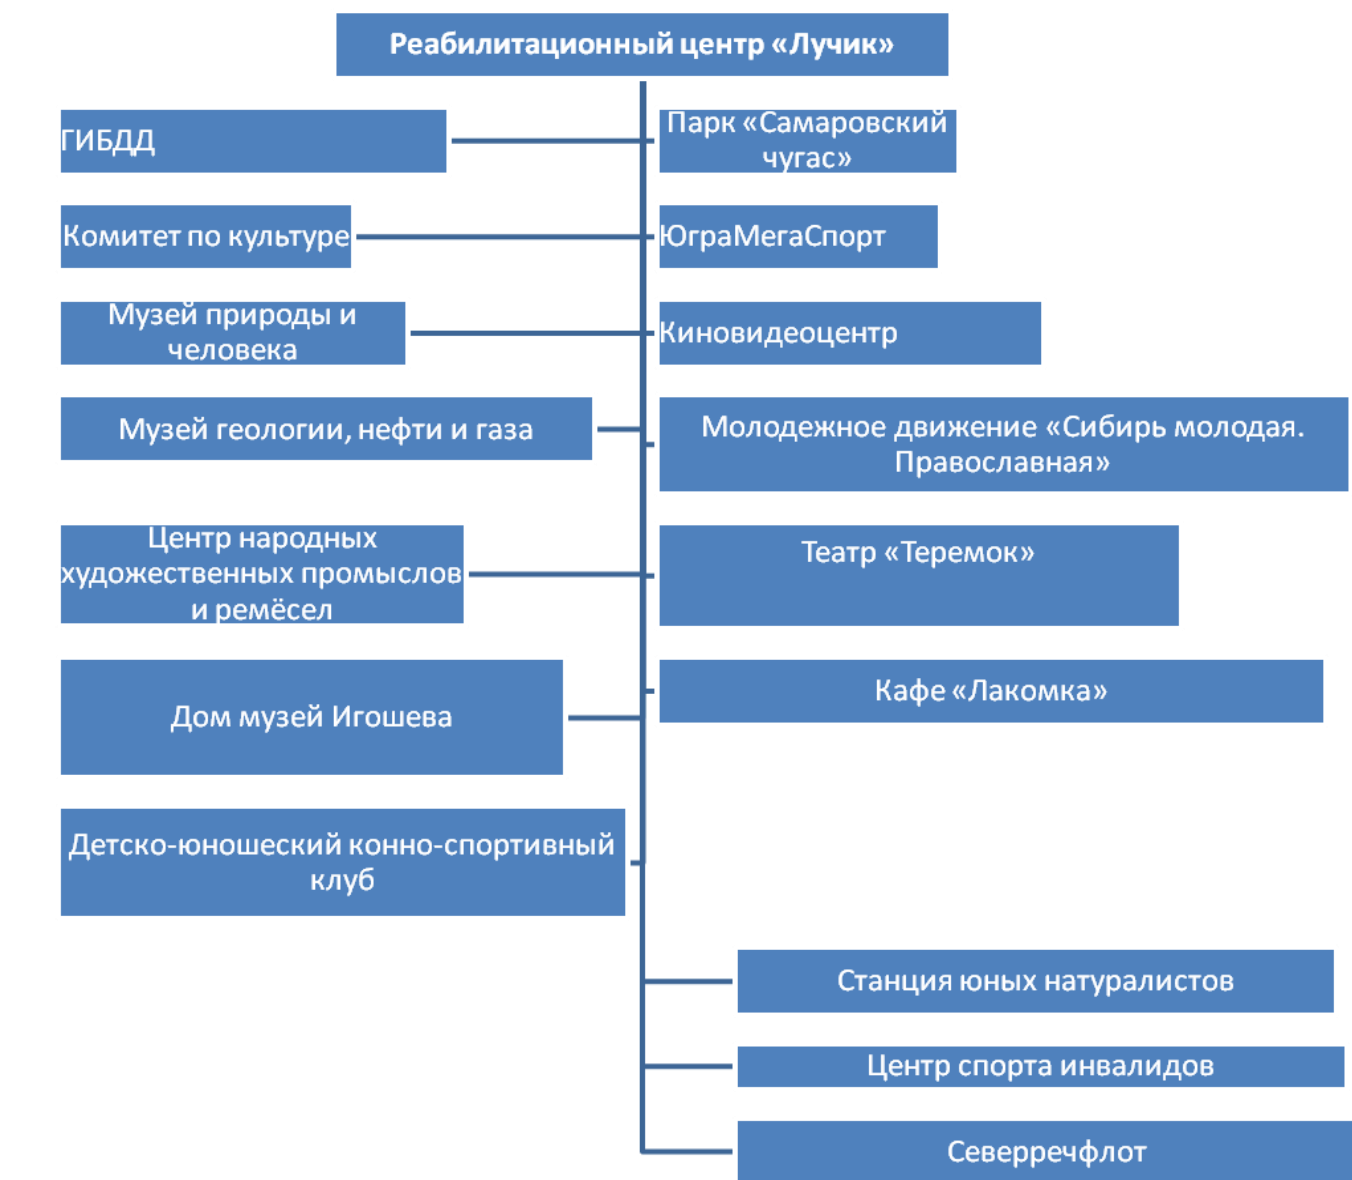 Реабилитационный центр «Лучик»
ГИБДД
Парк «Самаровский
чугас»
Комитет по культуре
ЮграМегаСпорт
Музей природы и
человека
Киновидеоцентр
Музей геологии, нефти и газа
Молодежное движение «Сибирь молодая.
Православная»
Центр народных
художественных промыслов
и ремёсел
Театр «Теремок»
Дом музей Игошева
Кафе «Лакомка»
Детско-юношеский конно-спортивный
клуб
Станция юных натуралистов
Центр спорта инвалидов
Северречфлот